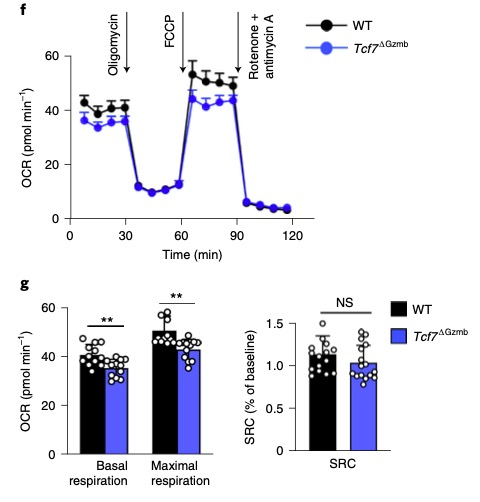 f
Oligomycin
FCCP
Rotenone +
antimycin A
WT
Tcf7ΔGzmb
OCR (pmol min−1)
60
40
20
0
0 30 60 90 120
Time (min)
g
OCR (pmol min−1)
60
40
20
0
**
**
Basal
respiration
Maximal
respiration
SRC (% of baseline)
1.5
1.0
0.5
0
NS
SRC
WT
Tcf7ΔGzmb